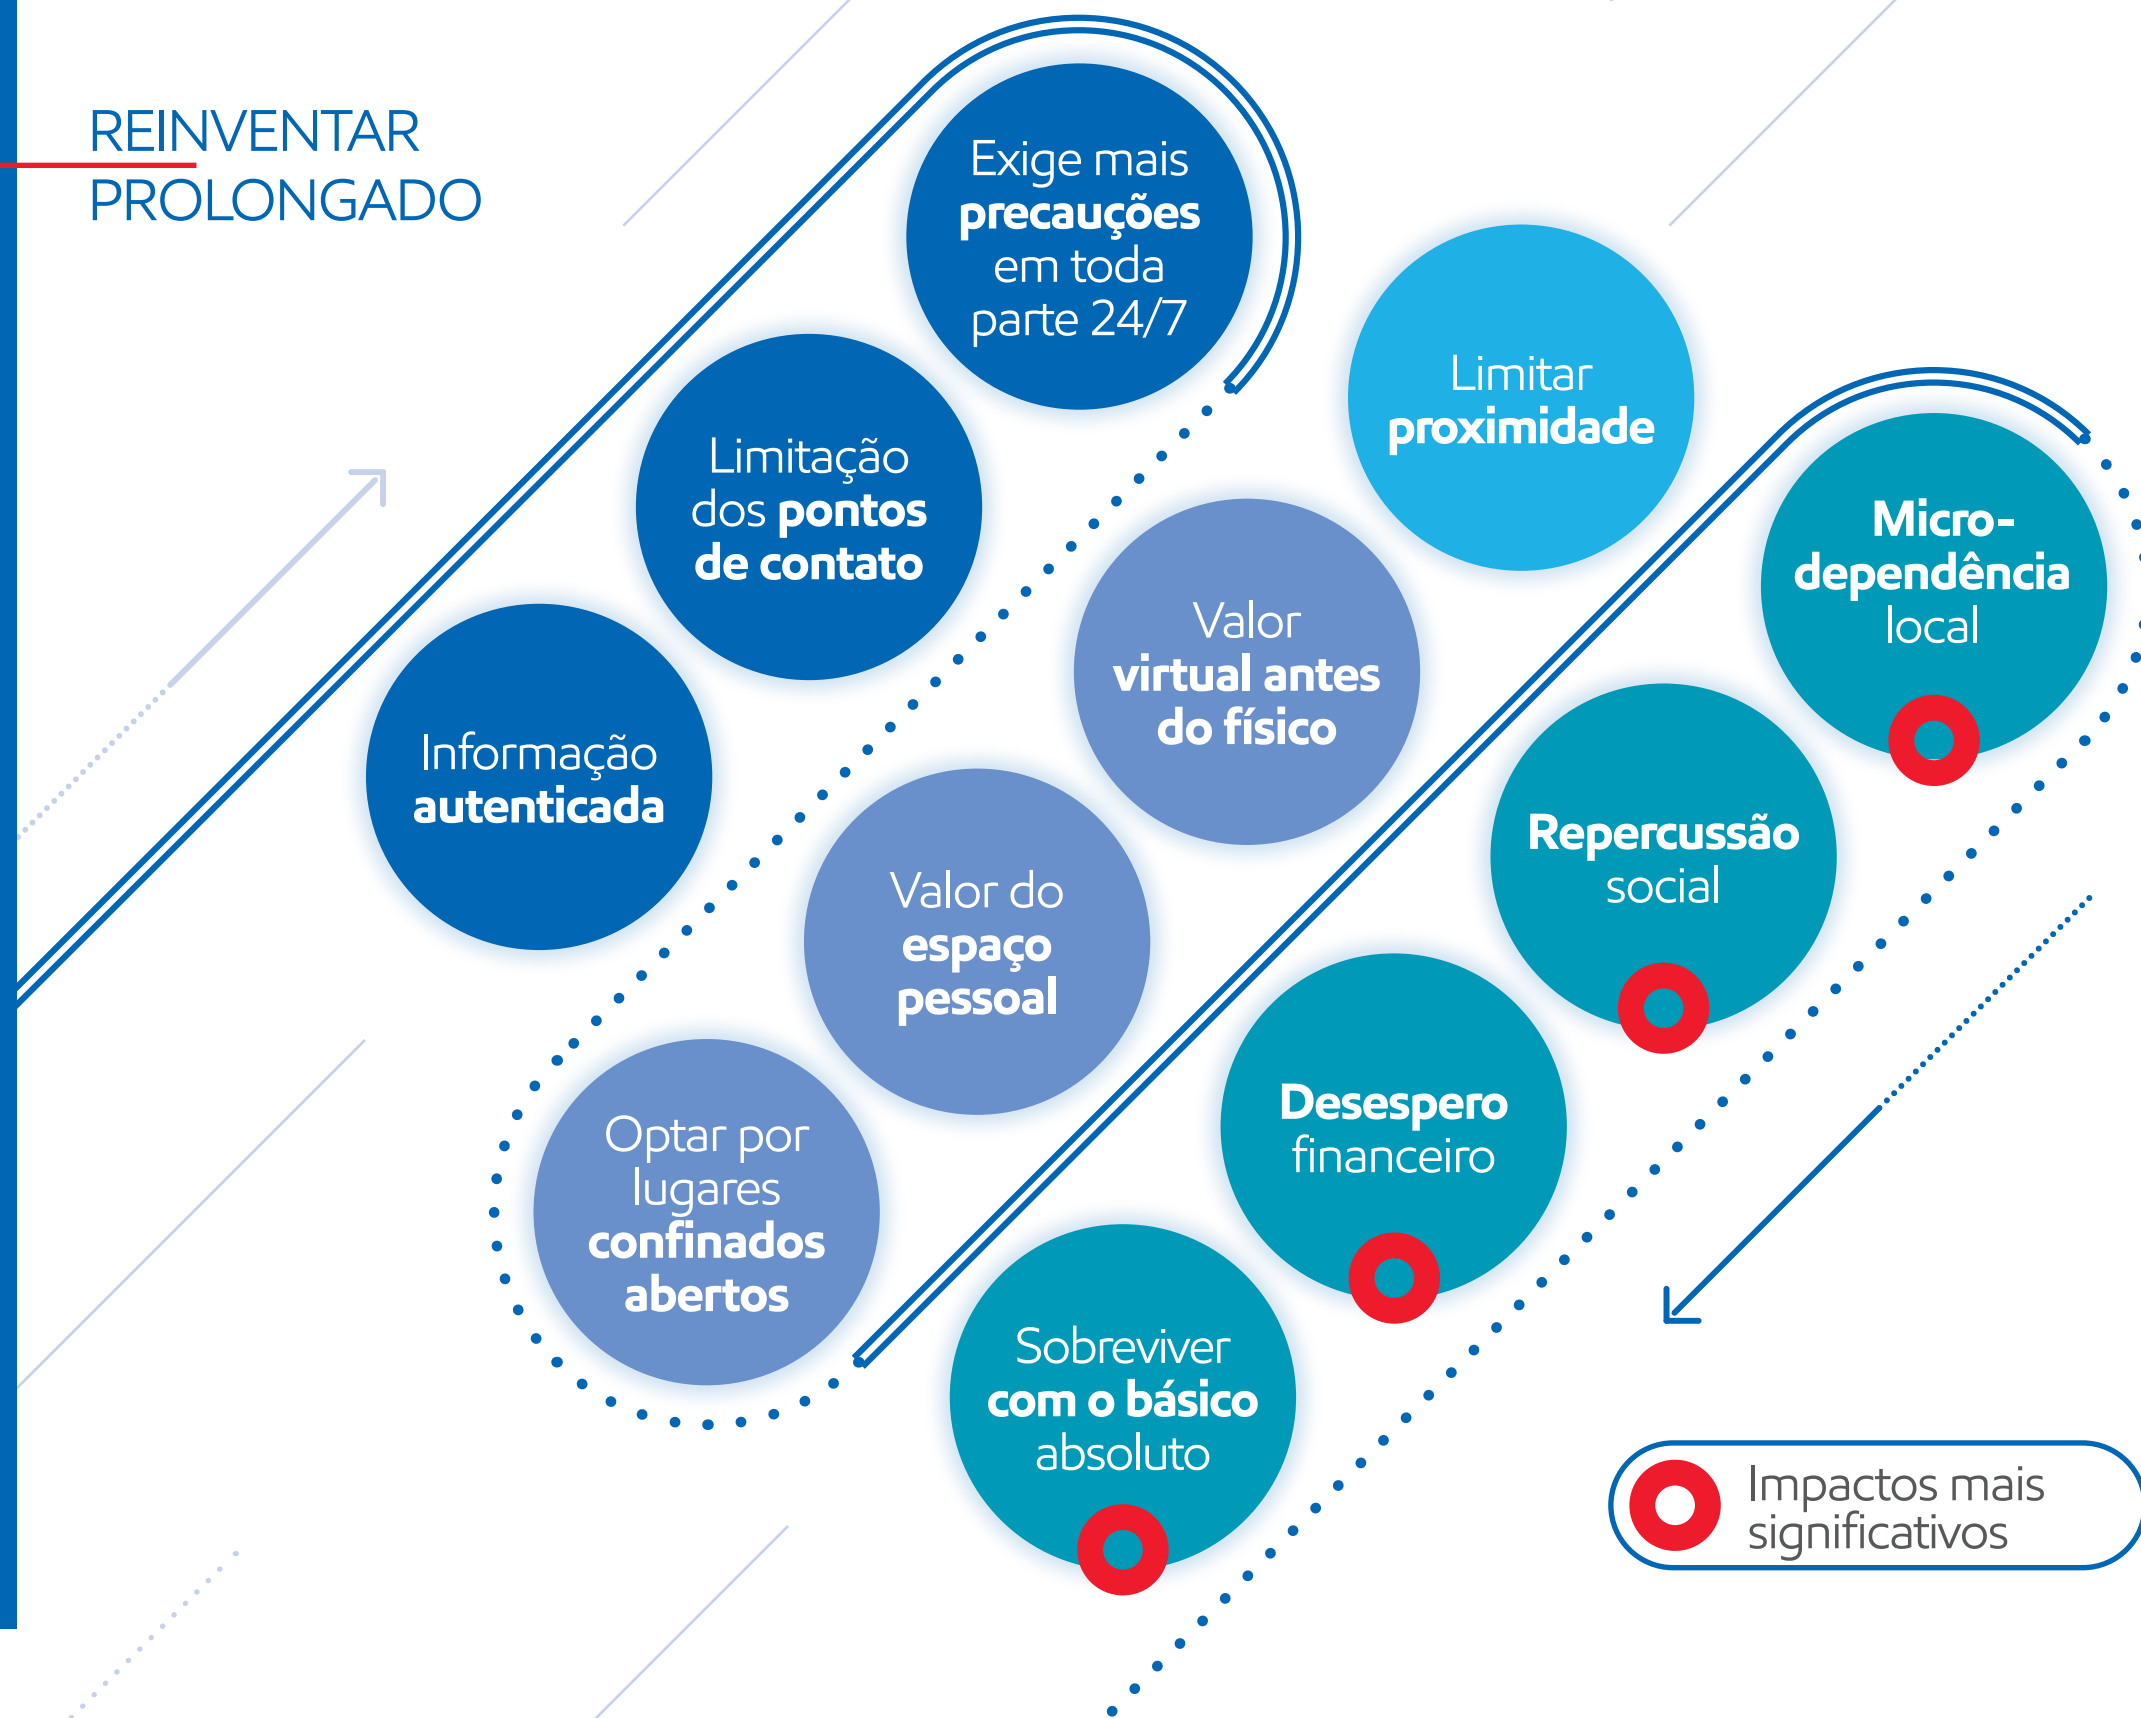 REINVENTAR
PROLONGADO
Exige mais
precauções
em toda
parte 24/7
Limitação
dos pontos
de contato
Informação
autenticada
Limitar
proximidade
Valor
virtual antes
do físico
Valor do
espaço
pessoal
Optar por
lugares
confinados
abertos
Micro-
dependência
local
Repercussão
social
Desespero
financeiro
Sobreviver
com o básico
absoluto
Impactos mais
significativos